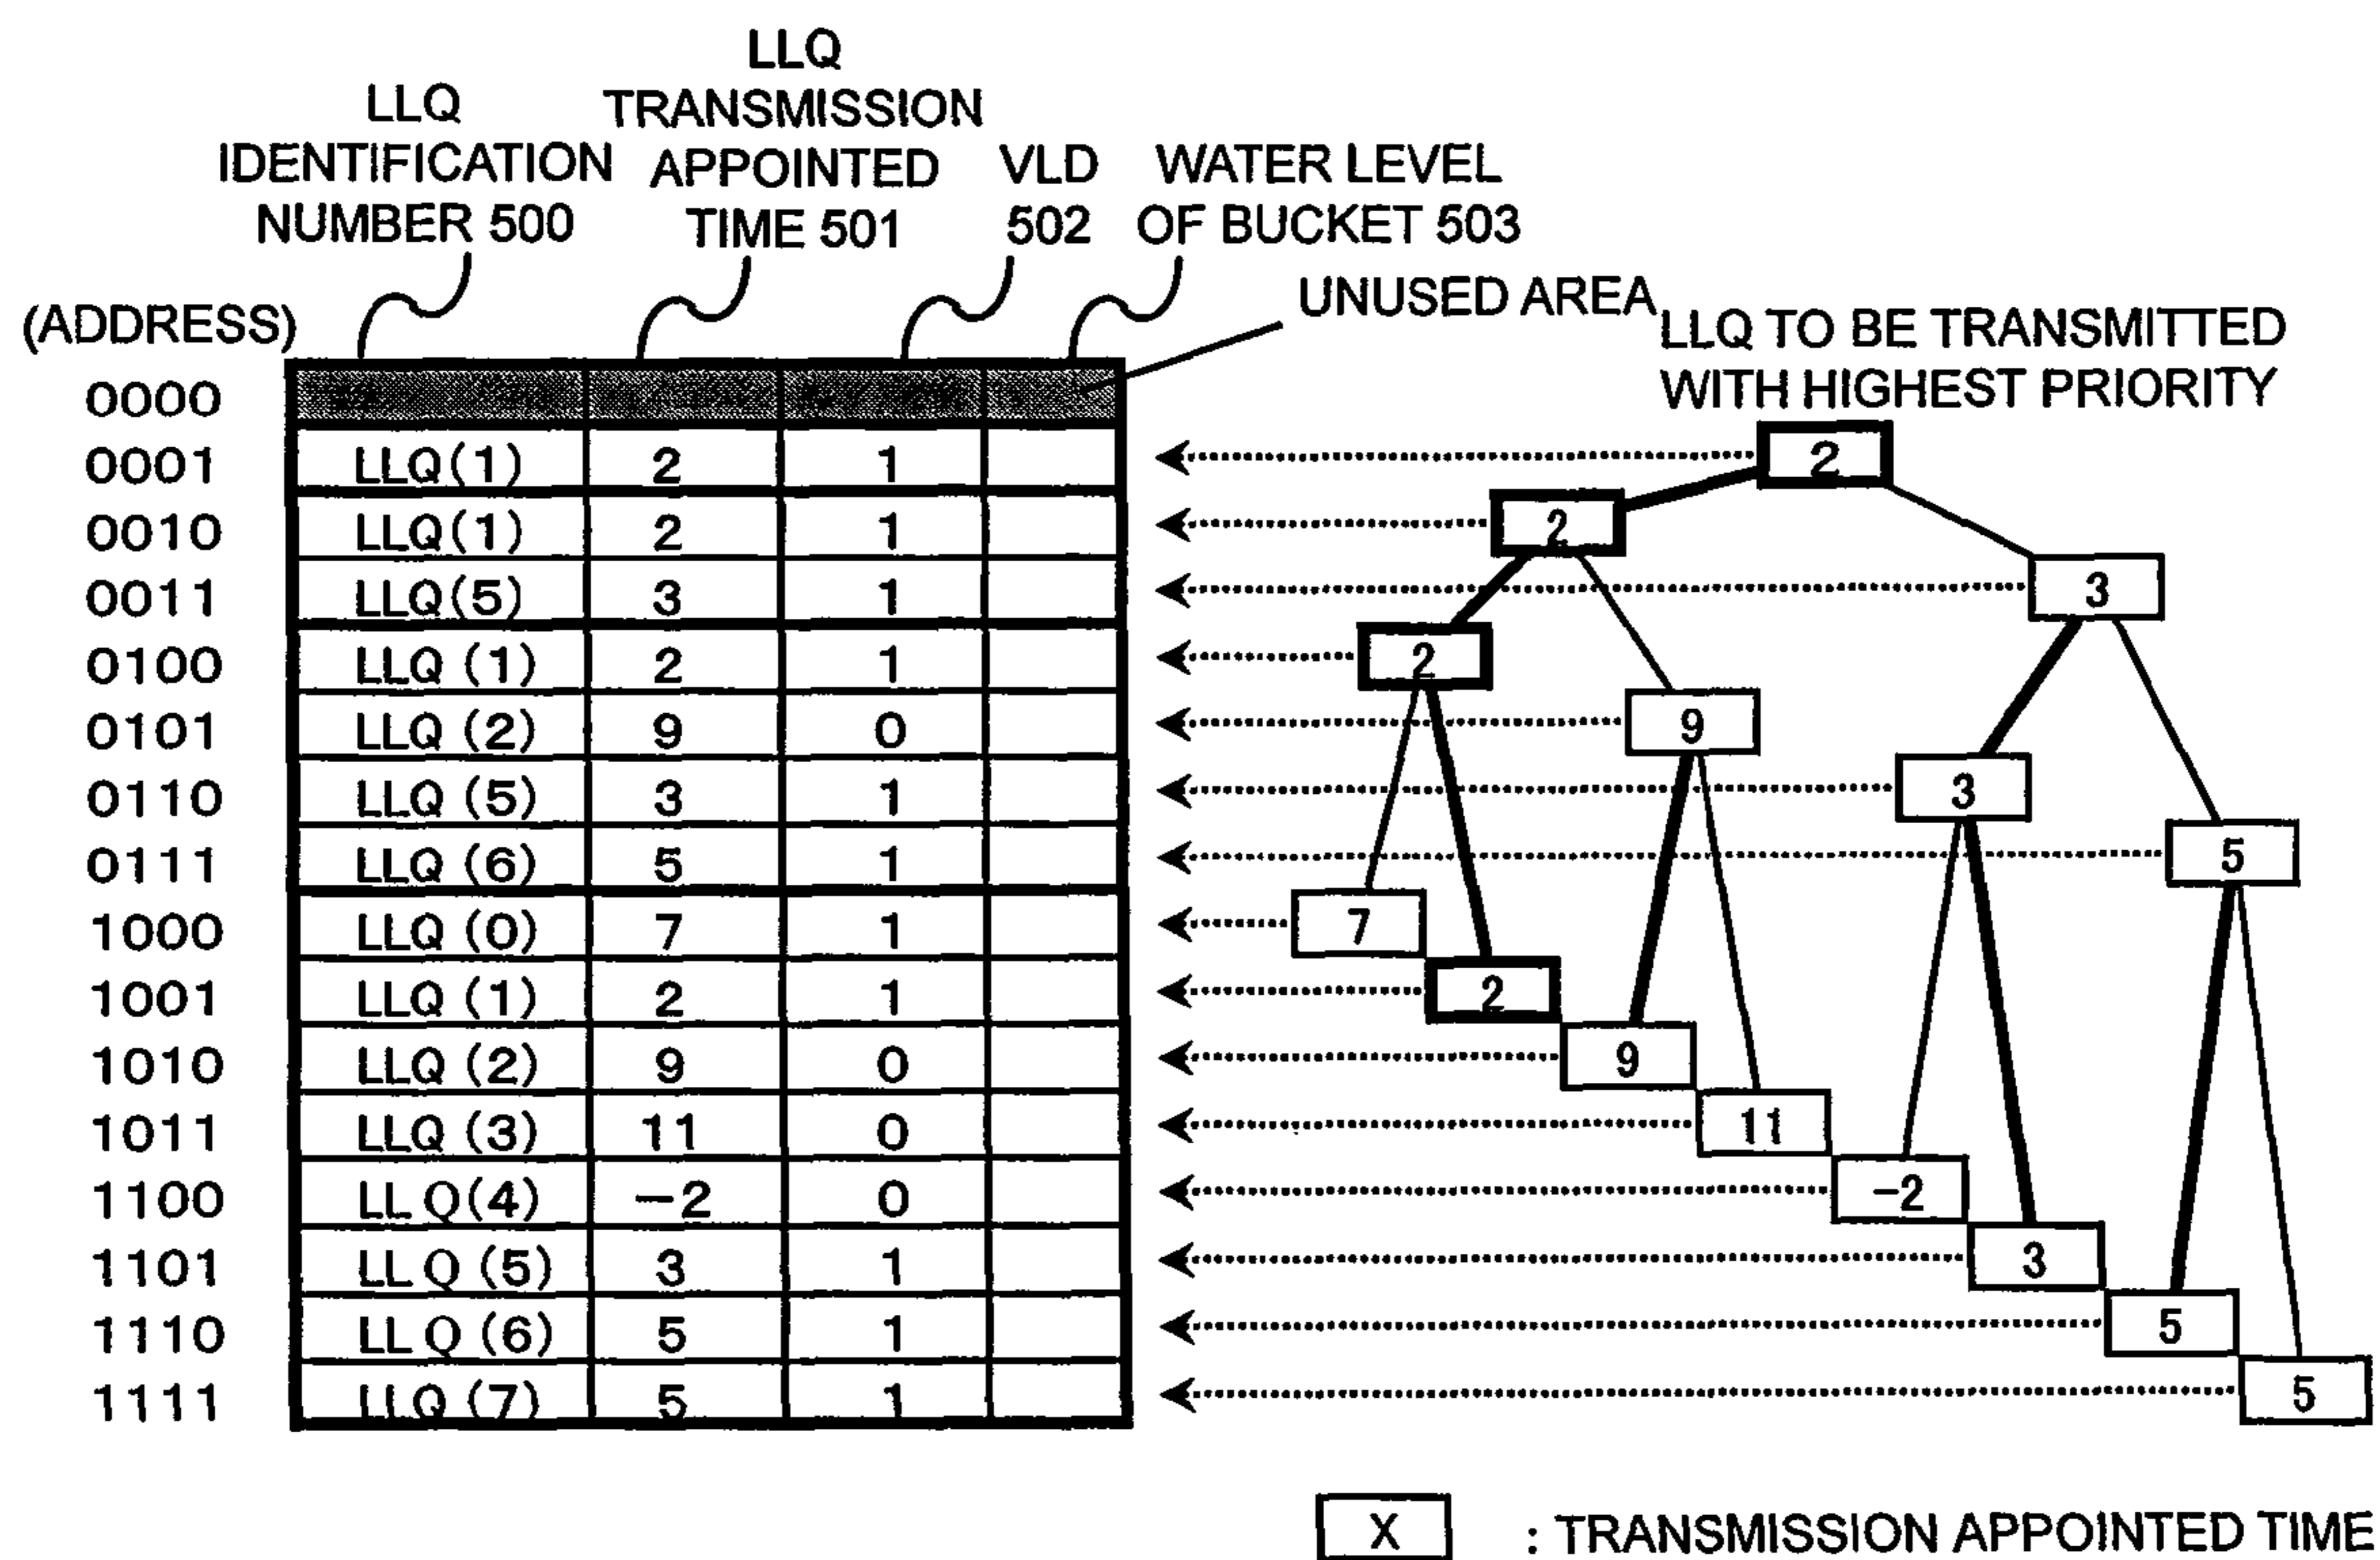 LLQ
IDENTIFICATION
NUMBER 500
LLQ
TRANSMISSION
APPOINTED
TIME 501
VLD
502
WATER LEVEL
OF BUCKET 503
UNUSED AREA
(ADDRESS)
LLQ TO BE TRANSMITTED
WITH HIGHEST PRIORITY
0000
0001 LLQ(1) 2 1 2
0010 LLQ(1) 2 1 2
0011 LLQ(5) 3 1 3
0100 LLQ (1) 2 1 2
0101 LLQ (2) 9 0 9
0110 LLQ (5) 3 1 3
0111 LLQ (6) 5 1 5
1000 LLQ (0) 7 1 7
1001 LLQ (1) 2 1 2
1010 LLQ (2) 9 0 9
1011 LLQ (3) 11 0 11
1100 LLQ(4) −2 0 −2
1101 LLQ (5) 3 1 3
1110 LLQ (6) 5 1 5
1111 LLQ (7) 5 1 5
X : TRANSMISSION APPOINTED TIME